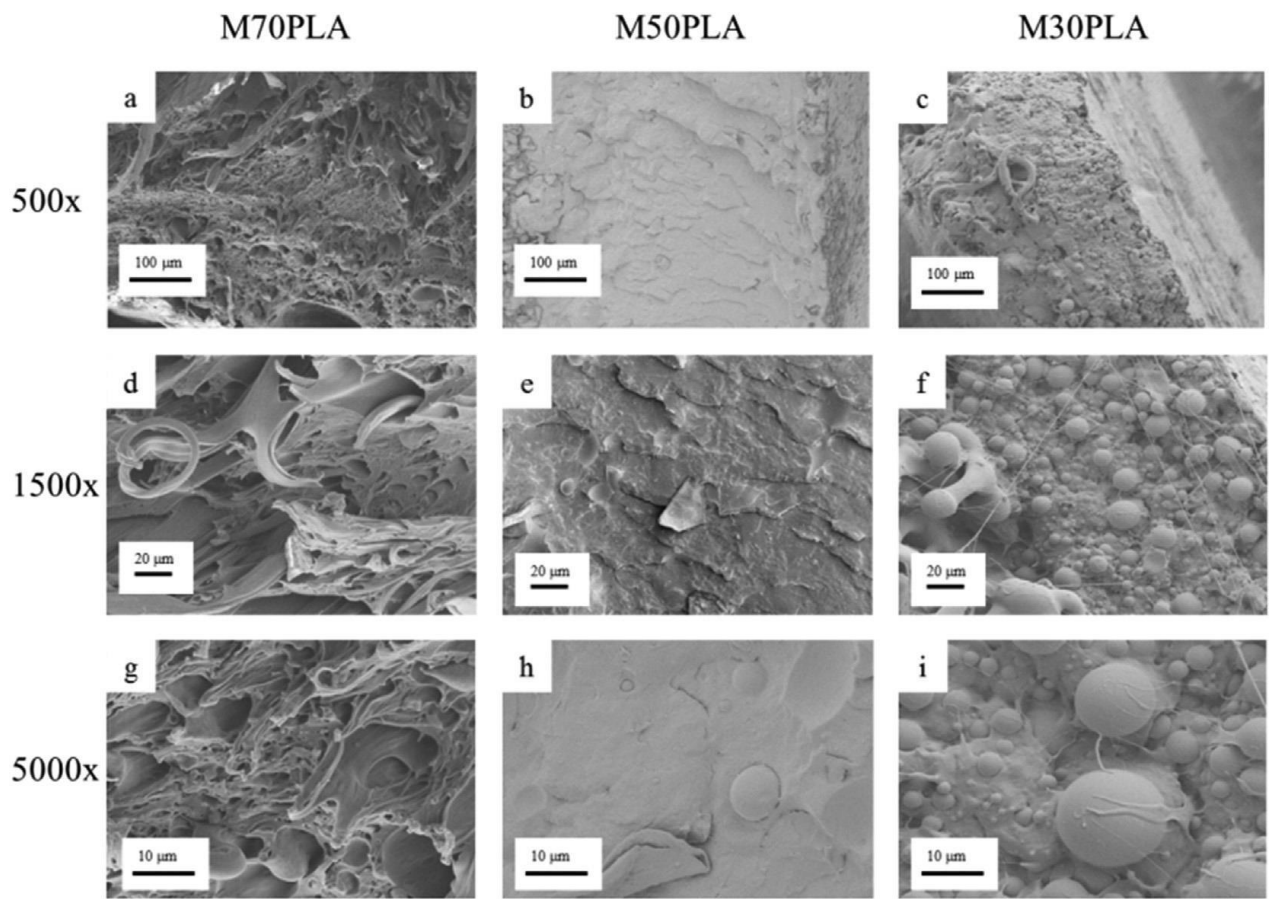 M70PLA M50PLA M30PLA
a b c
500x
100 µm 100 µm 100 µm
d e f
1500x
20 µm 20 µm 20 µm
g h i
5000x
10 µm 10 µm 10 µm